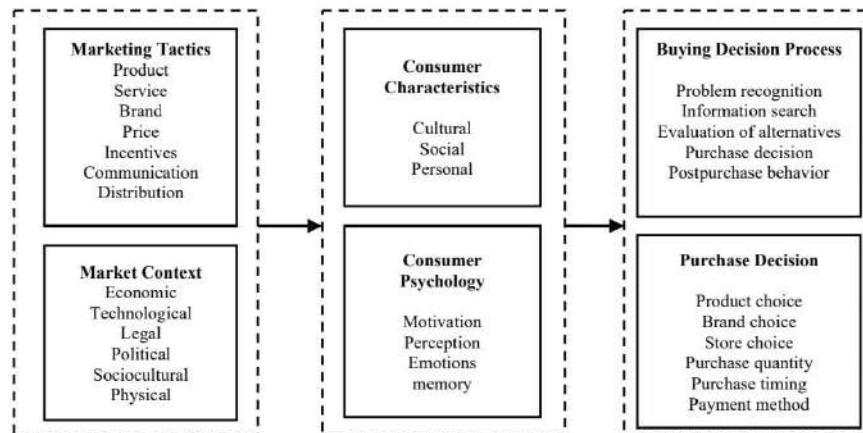 Marketing Tactics
Product
Service
Brand
Price
Incentives
Communication
Distribution
Market Context
Economic
Technological
Legal
Political
Sociocultural
Physical
Consumer
Characteristics
Cultural
Social
Personal
Consumer
Psychology
Motivation
Perception
Emotions
memory
Buying Decision Process
Problem recognition
Information search
Evaluation of alternatives
Purchase decision
Postpurchase behavior
Purchase Decision
Product choice
Brand choice
Store choice
Purchase quantity
Purchase timing
Payment method